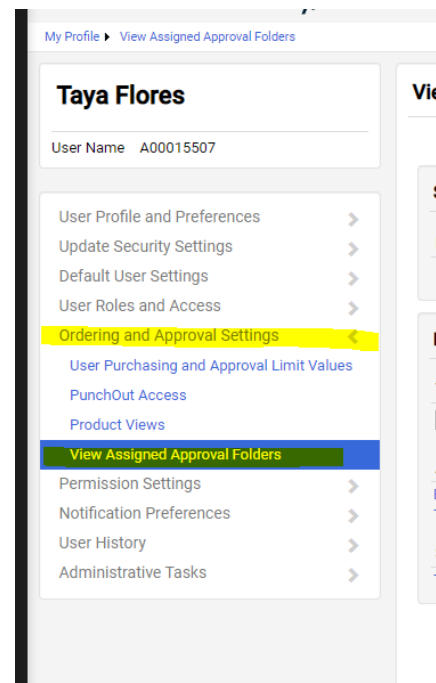 My Profile View Assigned Approval Folders
Taya Flores
User Name A00015507
User Profile and Preferences
Update Security Settings
Default User Settings
User Roles and Access
Ordering and Approval Settings
User Purchasing and Approval Limit Values
PunchOut Access
Product Views
View Assigned Approval Folders
Permission Settings
Notification Preferences
User History
Administrative Tasks